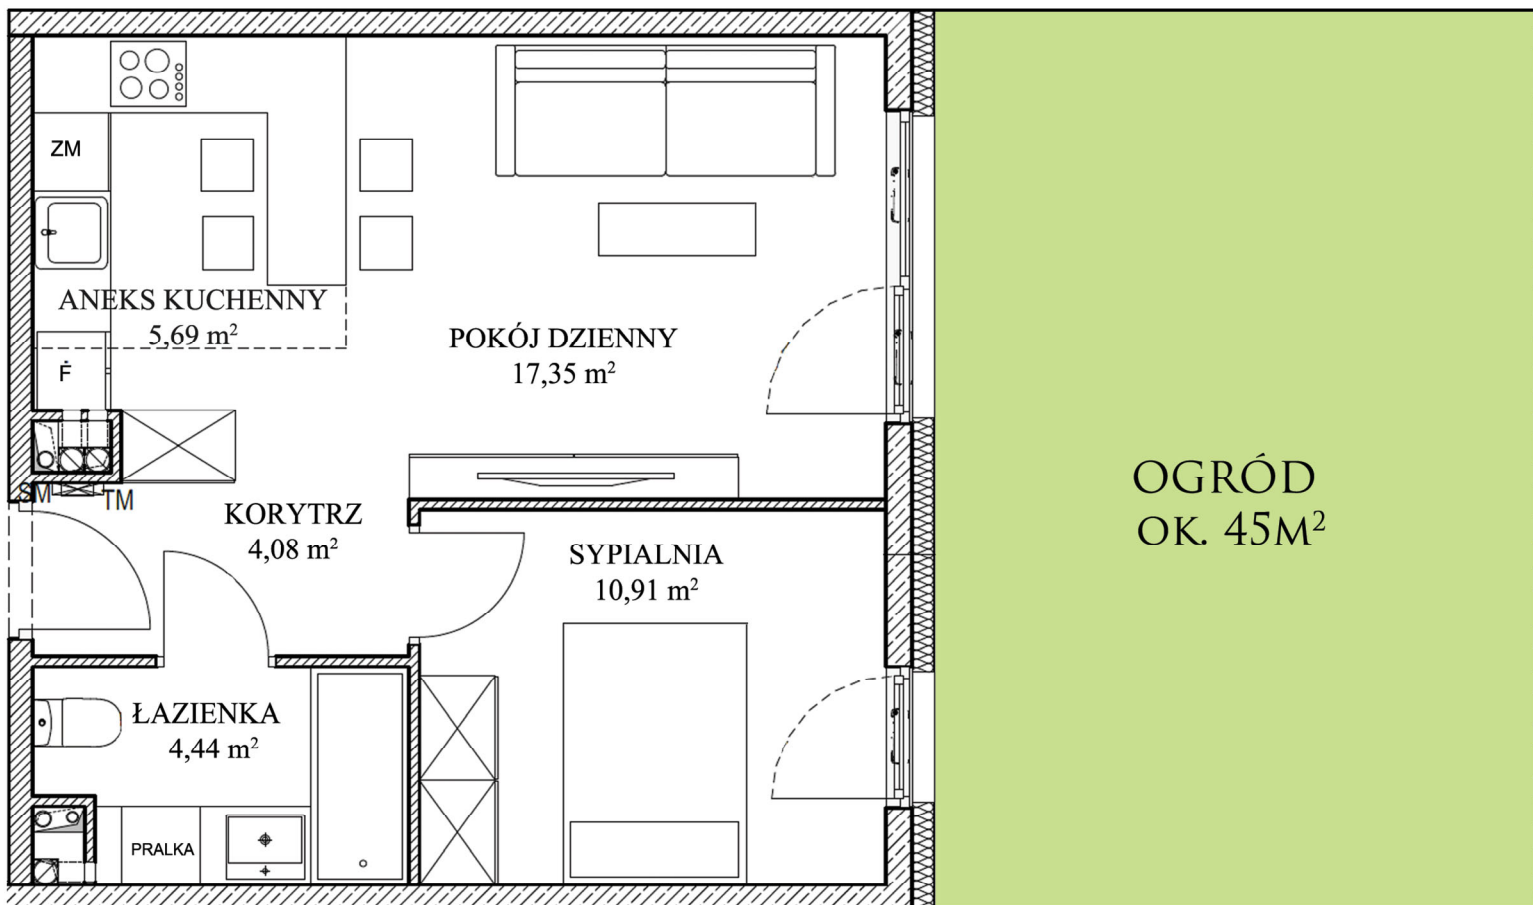 ZM
ANEKS KUCHENNY
5,69 m²
F
POKÓJ DZIENNY
17,35 m²
SM
TM
KORYTRZ
4,08 m²
SYPIALNIA
10,91 m²
ŁAZIENKA
4,44 m²
PRALKA
OGRÓD
OK. 45M²